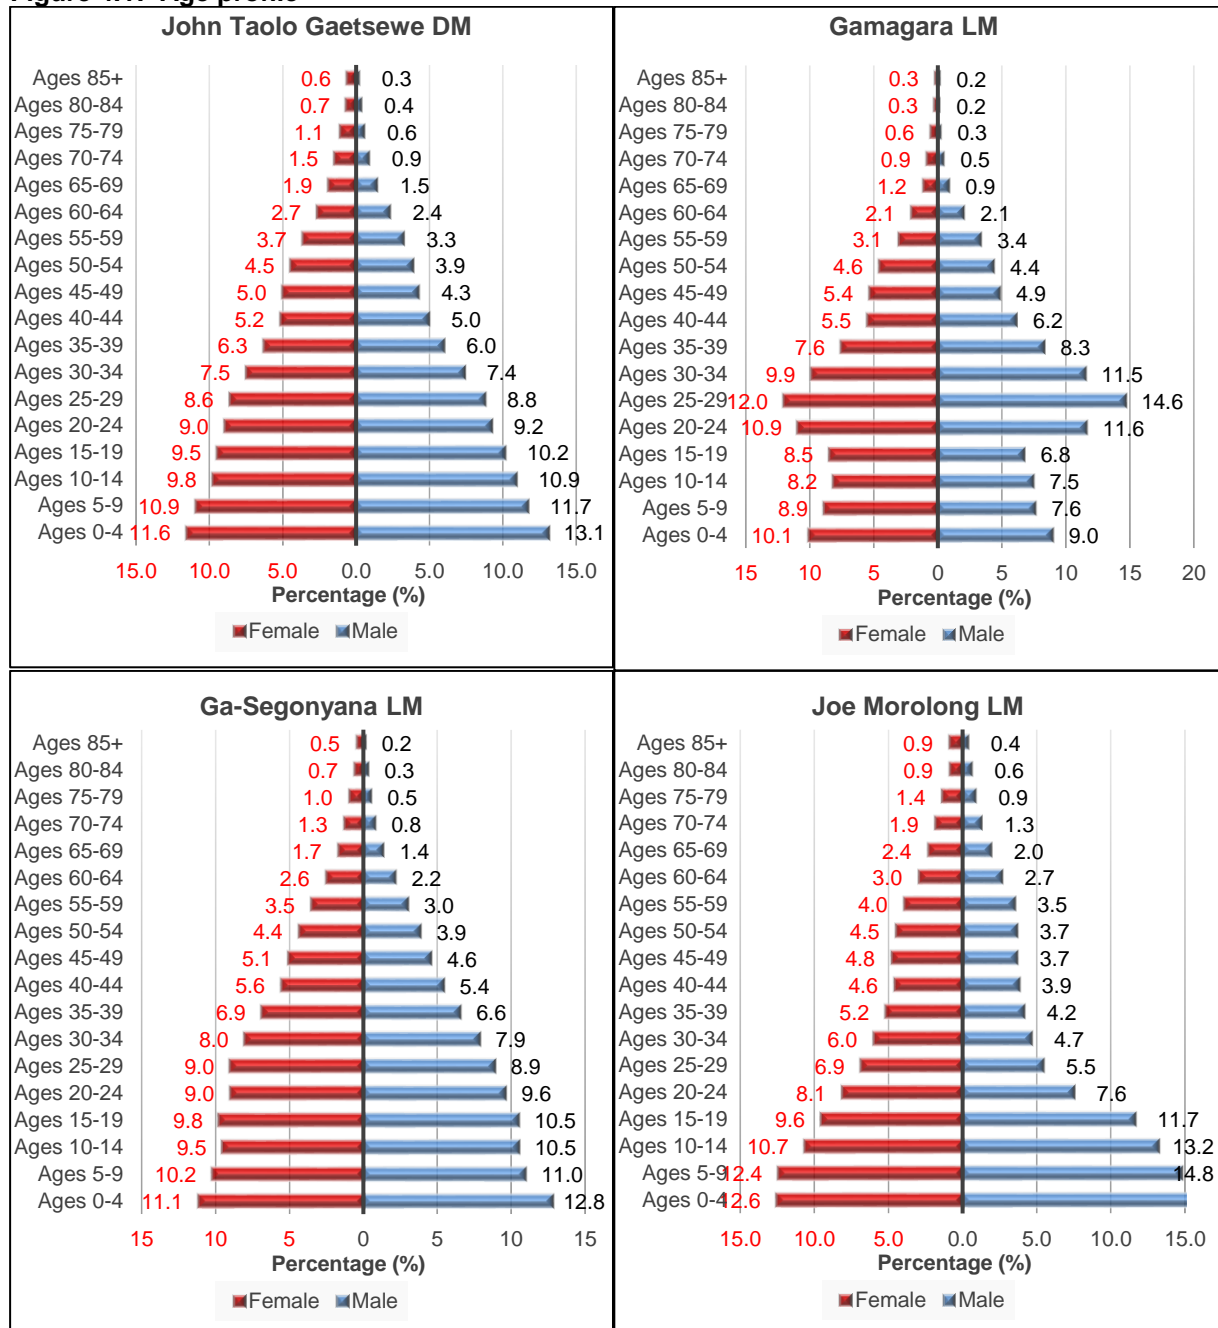 John Taolo Gaetsewe DM
Ages 85+ 0.6 0.3
Ages 80-84 0.7 0.4
Ages 75-79 1.1 0.6
Ages 70-74 1.5 0.9
Ages 65-69 1.9 1.5
Ages 60-64 2.7 2.4
Ages 55-59 3.7 3.3
Ages 50-54 4.5 3.9
Ages 45-49 5.0 4.3
Ages 40-44 5.2 5.0
Ages 35-39 6.3 6.0
Ages 30-34 7.5 7.4
Ages 25-29 8.6 8.8
Ages 20-24 9.0 9.2
Ages 15-19 9.5 10.2
Ages 10-14 9.8 10.9
Ages 5-9 10.9 11.7
Ages 0-4 11.6 13.1
15.0 10.0 5.0 0.0 5.0 10.0 15.0
Percentage (%)
Female Male
Gamagara LM
Ages 85+ 0.3 0.2
Ages 80-84 0.3 0.2
Ages 75-79 0.6 0.3
Ages 70-74 0.9 0.5
Ages 65-69 1.2 0.9
Ages 60-64 2.1 2.1
Ages 55-59 3.1 3.4
Ages 50-54 4.6 4.4
Ages 45-49 5.4 4.9
Ages 40-44 5.5 6.2
Ages 35-39 7.6 8.3
Ages 30-34 9.9 11.5
Ages 25-29 12.0 14.6
Ages 20-24 10.9 11.6
Ages 15-19 8.5 6.8
Ages 10-14 8.2 7.5
Ages 5-9 8.9 7.6
Ages 0-4 10.1 9.0
15 10 5 0 5 10 15 20
Percentage (%)
Female Male
Ga-Segonyana LM
Ages 85+ 0.5 0.2
Ages 80-84 0.7 0.3
Ages 75-79 1.0 0.5
Ages 70-74 1.3 0.8
Ages 65-69 1.7 1.4
Ages 60-64 2.6 2.2
Ages 55-59 3.5 3.0
Ages 50-54 4.4 3.9
Ages 45-49 5.1 4.6
Ages 40-44 5.6 5.4
Ages 35-39 6.9 6.6
Ages 30-34 8.0 7.9
Ages 25-29 9.0 8.9
Ages 20-24 9.0 9.6
Ages 15-19 9.8 10.5
Ages 10-14 9.5 10.5
Ages 5-9 10.2 11.0
Ages 0-4 11.1 12.8
15 10 5 0 5 10 15
Percentage (%)
Female Male
Joe Morolong LM
Ages 85+ 0.9 0.4
Ages 80-84 0.9 0.6
Ages 75-79 1.4 0.9
Ages 70-74 1.9 1.3
Ages 65-69 2.4 2.0
Ages 60-64 3.0 2.7
Ages 55-59 4.0 3.5
Ages 50-54 4.5 3.7
Ages 45-49 4.8 3.7
Ages 40-44 4.6 3.9
Ages 35-39 5.2 4.2
Ages 30-34 6.0 4.7
Ages 25-29 6.9 5.5
Ages 20-24 8.1 7.6
Ages 15-19 9.6 11.7
Ages 10-14 10.7 13.2
Ages 5-9 12.4 14.8
Ages 0-4 12.6
15.0 10.0 5.0 0.0 5.0 10.0 15.0
Percentage (%)
Female Male